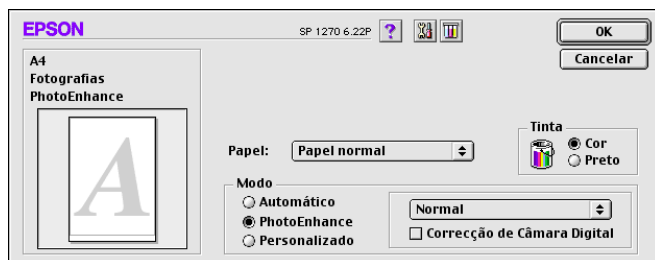 EPSON
SP 1270 6.22P
?
OK
Cancelar
A4
Fotografias
PhotoEnhance
A
Papel:
Papel normal
Tinta
Cor
Preto
Modo
Automático
PhotoEnhance
Personalizado
Normal
Correcção de Câmara Digital